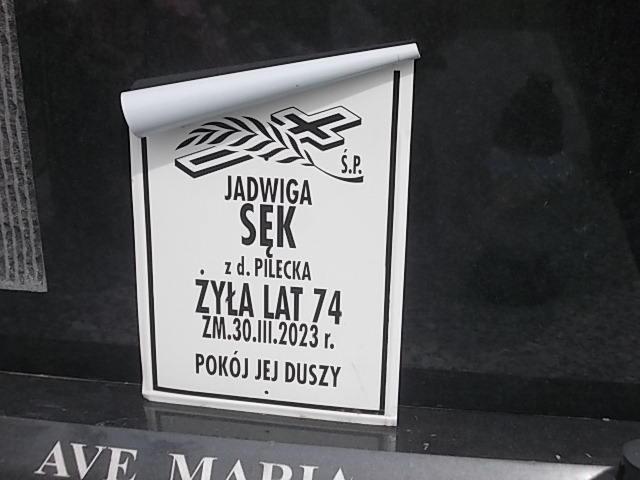 Ś.P.
JADWIGA
SĘK
z d. PILECKA
ŻYŁA LAT 74
ZM.30.III.2023 r.
POKÓJ JEJ DUSZY
AVE MARIA